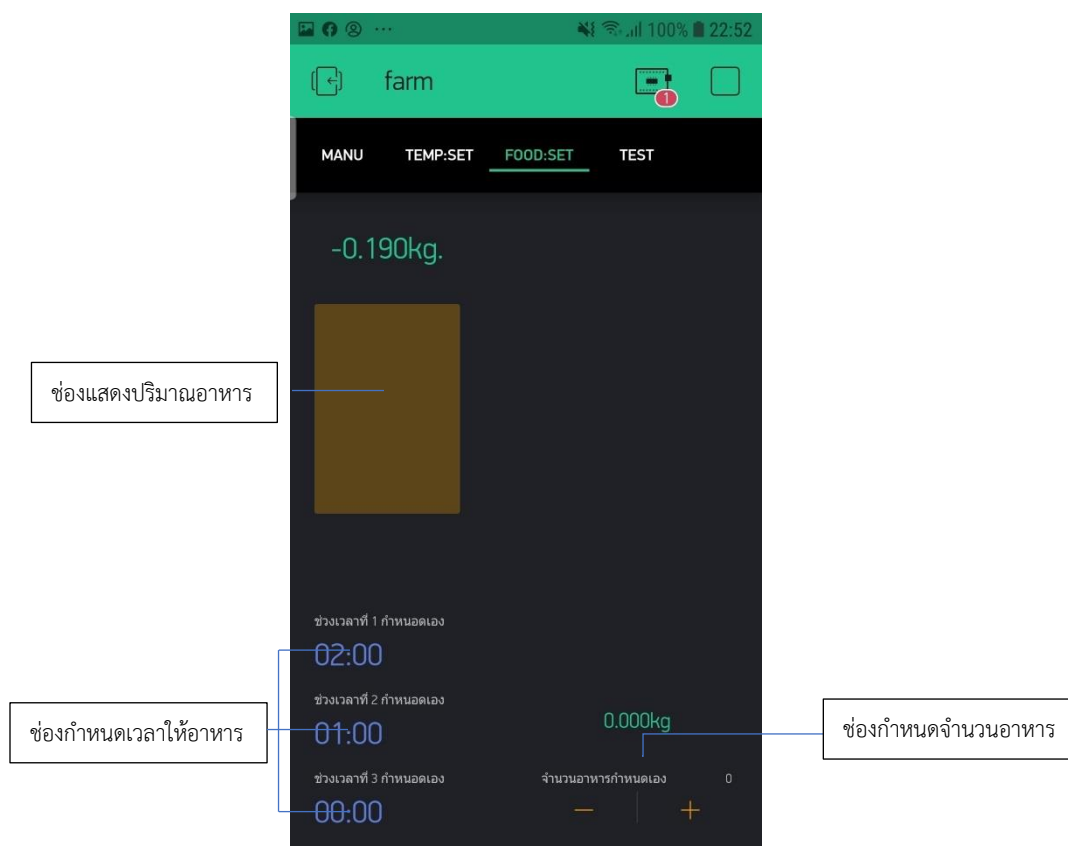 100% 22:52
farm
1
MANU TEMP:SET FOOD:SET TEST
-0.190kg.
ช่องแสดงปริมาณอาหาร
ช่วงเวลาที่ 1 กำหนอดเอง
02:00
ช่วงเวลาที่ 2 กำหนอดเอง
01:00
0.000kg
ช่องกำหนดเวลาให้อาหาร
ช่องกำหนดจำนวนอาหาร
ช่วงเวลาที่ 3 กำหนอดเอง
จำนวนอาหารกำหนดเอง 0
00:00
− +